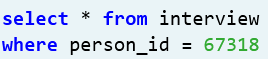 select * from interview
where person_id = 67318